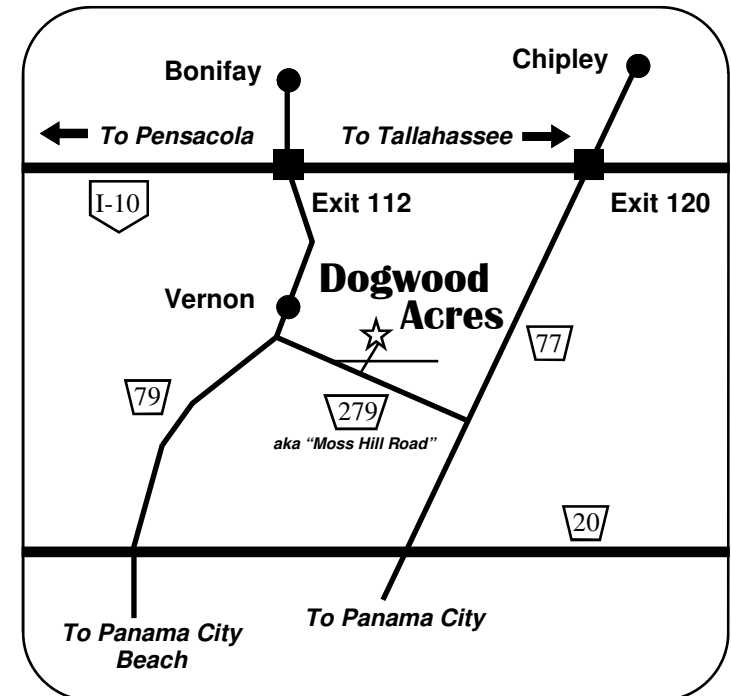 Bonifay
Chipley
To Pensacola
To Tallahassee
I-10
Exit 112
Exit 120
Vernon
Dogwood
Acres
77
79
279
aka “Moss Hill Road”
20
To Panama City
Beach
To Panama City